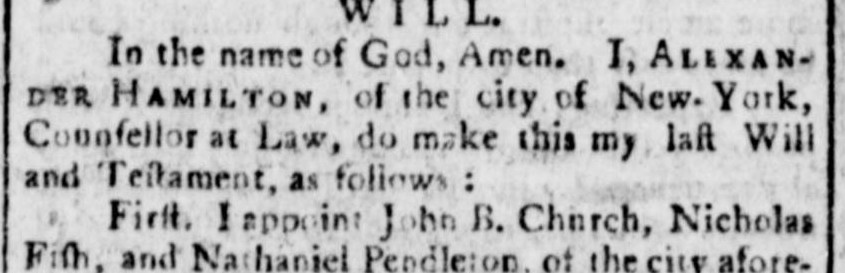 WILL.
In the name of God, Amen. I, ALEXAN-
DER HAMILTON, of the city of New-York,
Counſellor at Law, do make this my laſt Will
and Teſtament, as follows:
Firſt. I appoint John B. Church, Nicholas
Fiſh, and Nathaniel Pendleton, of the city afore-